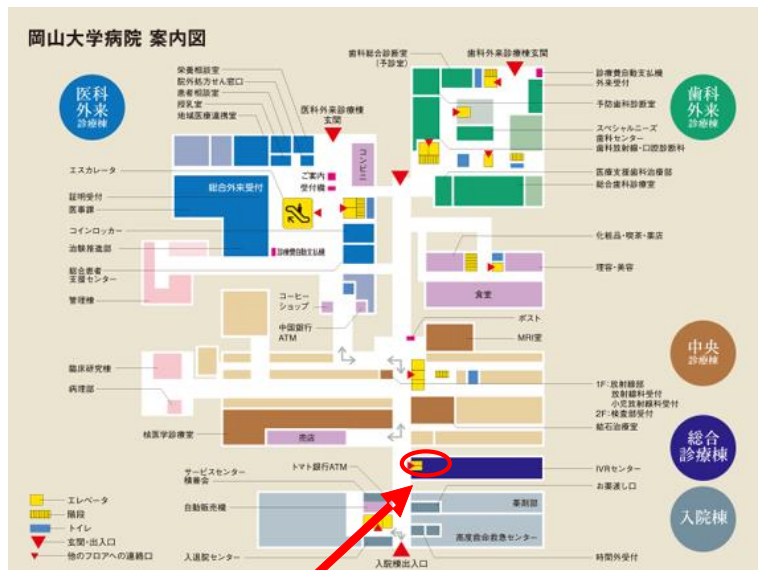 岡山大学病院 案内図
医科
外来
診療棟
栄養相談室
院外処方せん窓口
患者相談室
授乳室
地域医療連携室
医科外来診療棟
玄関
歯科総合診断室
(予診室)
歯科外来診療棟玄関
診療費自動支払機
外来受付
予防歯科診断室
スペシャルニーズ
歯科センター
歯科放射線・口腔診断科
医療支援歯科治療部
総合歯科診療室
歯科
外来
診療棟
エスカレータ
証明受付
医事課
コインロッカー
治験推進部
総合患者
支援センター
管理棟
総合外来受付
コンビニ
ご案内
受付機
診療費自動支払機
コーヒー
ショップ
中国銀行
ATM
化粧品・喫茶・薬店
理容・美容
食堂
ポスト
MRI室
中央
診療棟
臨床研究棟
病理部
核医学診療室
売店
1F:放射線部
放射線科受付
小児放射線科受付
2F:検査部受付
結石治療室
総合
診療棟
IVRセンター
お薬渡し口
サービスセンター
積善会
トマト銀行ATM
自動販売機
薬剤部
高度救命救急センター
入院棟
入退院センター
入院棟出入口
時間外受付
エレベータ
階段
トイレ
玄関・出入口
他のフロアへの連絡口